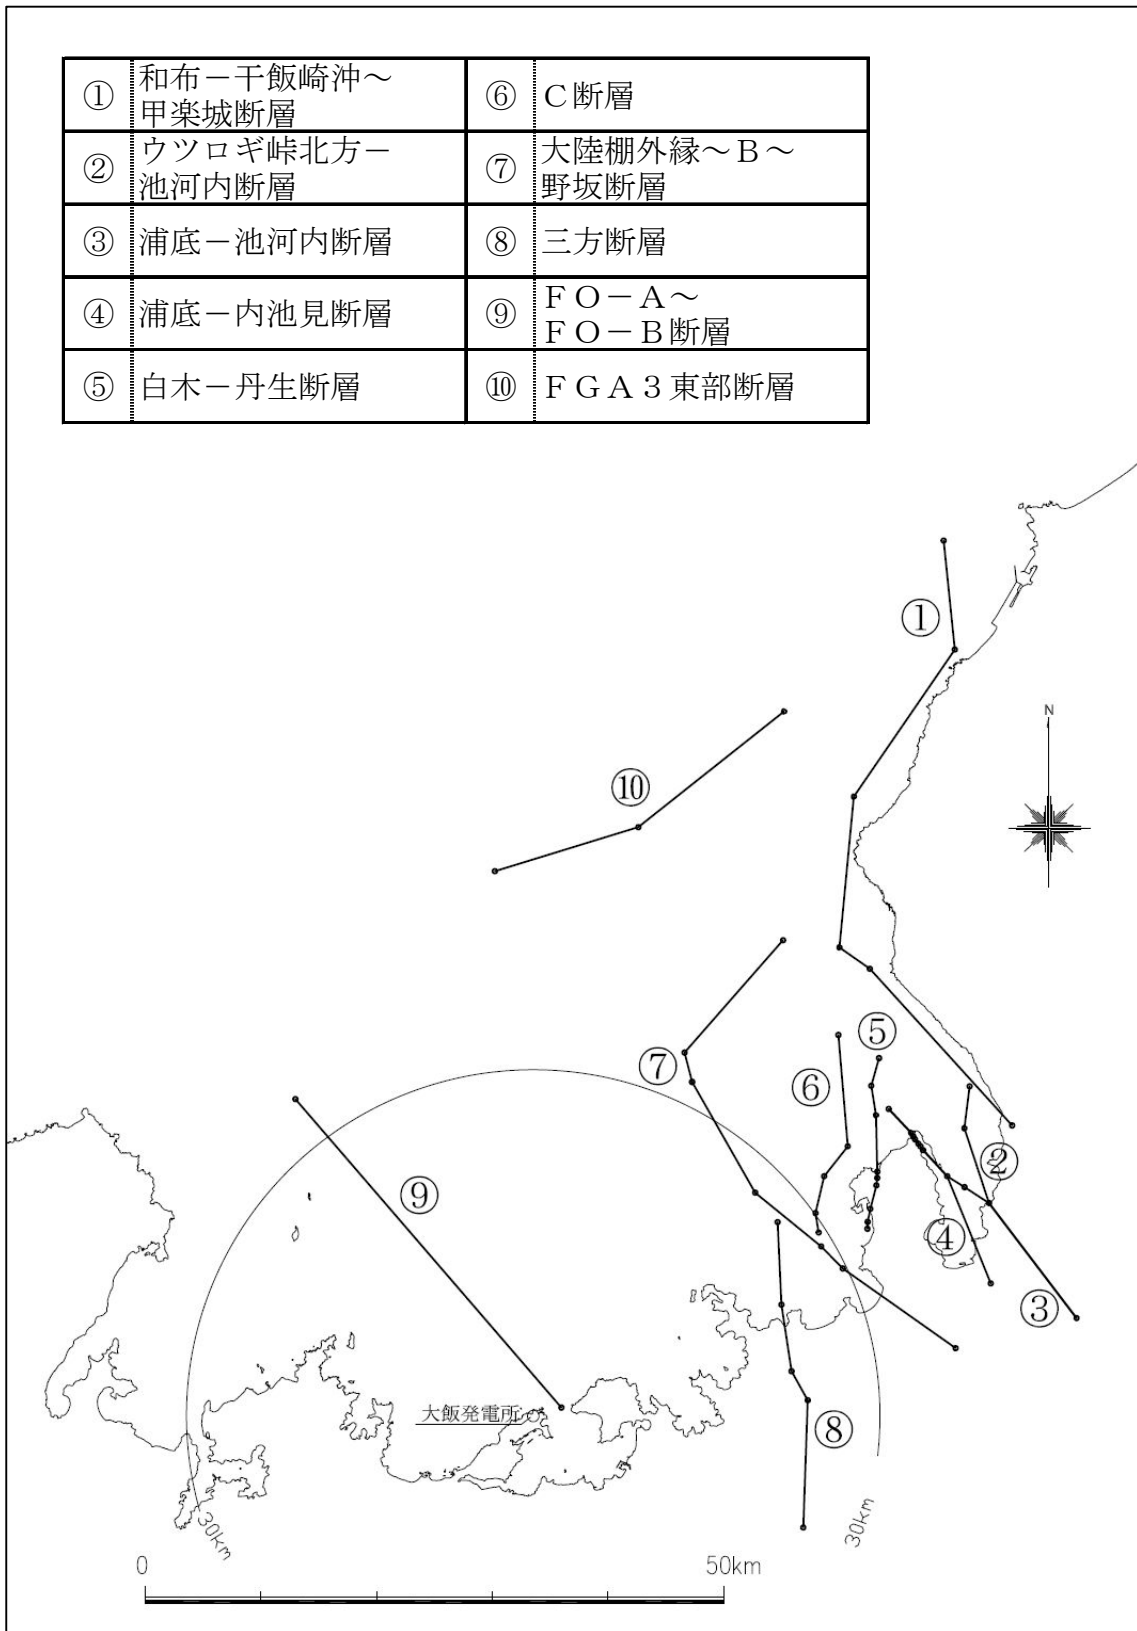 ① 和布－干飯崎沖～
甲楽城断層
⑥ Ｃ断層
② ウツロギ峠北方－
池河内断層
⑦ 大陸棚外縁～Ｂ～
野坂断層
③ 浦底－池河内断層
⑧ 三方断層
④ 浦底－内池見断層
⑨ ＦＯ－Ａ～
ＦＯ－Ｂ断層
⑤ 白木－丹生断層
⑩ ＦＧＡ３東部断層
①
N
⑩
⑤
⑦
⑥
②
⑨
④
③
大飯発電所
⑧
30km
30km
0
50km